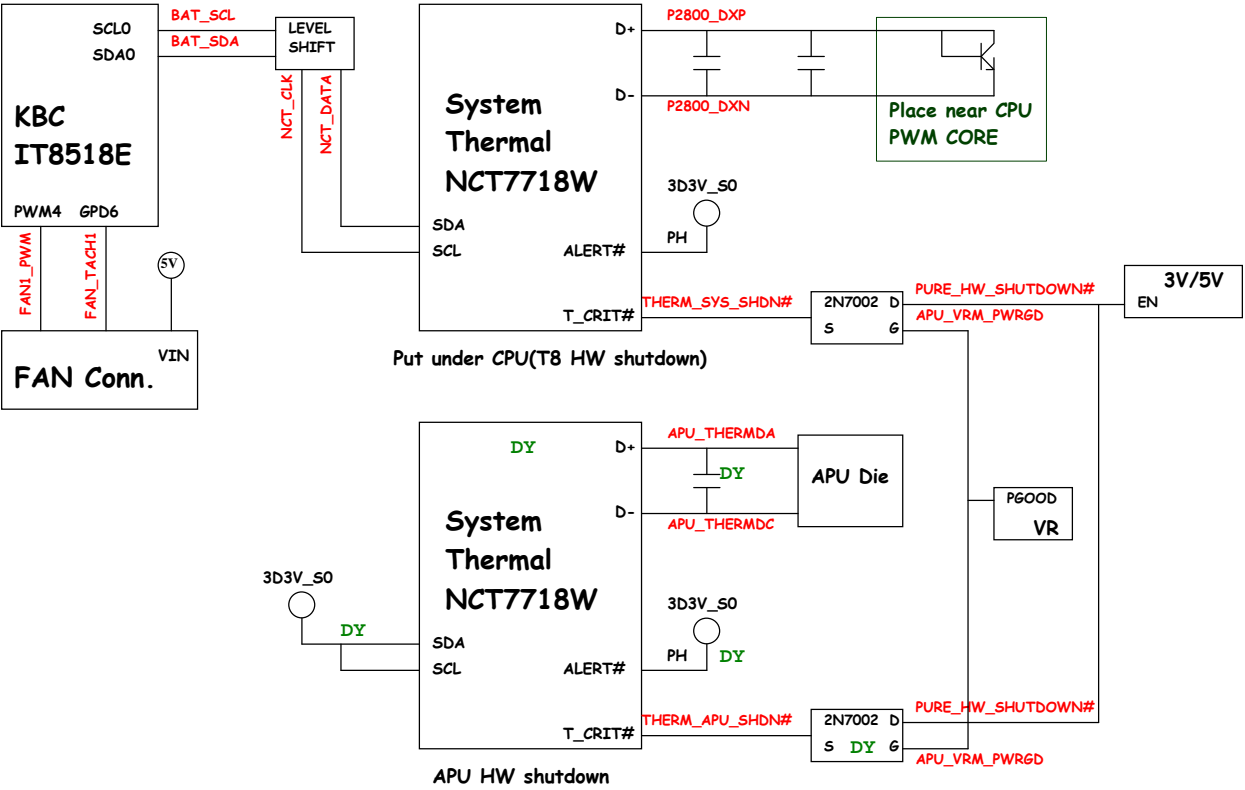 BAT_SCL
BAT_SDA
SCL0
SDA0
KBC
IT8518E
PWM4 GPD6
LEVEL
SHIFT
NCT_CLK
NCT_DATA
FAN1_PWM
FAN_TACH1
5V
VIN
FAN Conn.
System
Thermal
NCT7718W
D+
D-
SDA
SCL
ALERT#
T_CRIT#
P2800_DXP
P2800_DXN
Place near CPU
PWM CORE
3D3V_S0
PH
THERM_SYS_SHDN#
2N7002 D
S G
PURE_HW_SHUTDOWN#
APU_VRM_PWRGD
3V/5V
EN
Put under CPU(T8 HW shutdown)
DY
System
Thermal
NCT7718W
D+
D-
SDA
SCL
ALERT#
T_CRIT#
APU_THERMDA
DY
APU_THERMDC
APU Die
PGOOD
VR
3D3V_S0
DY
3D3V_S0
PH DY
THERM_APU_SHDN#
2N7002 D
S DY G
PURE_HW_SHUTDOWN#
APU_VRM_PWRGD
APU HW shutdown